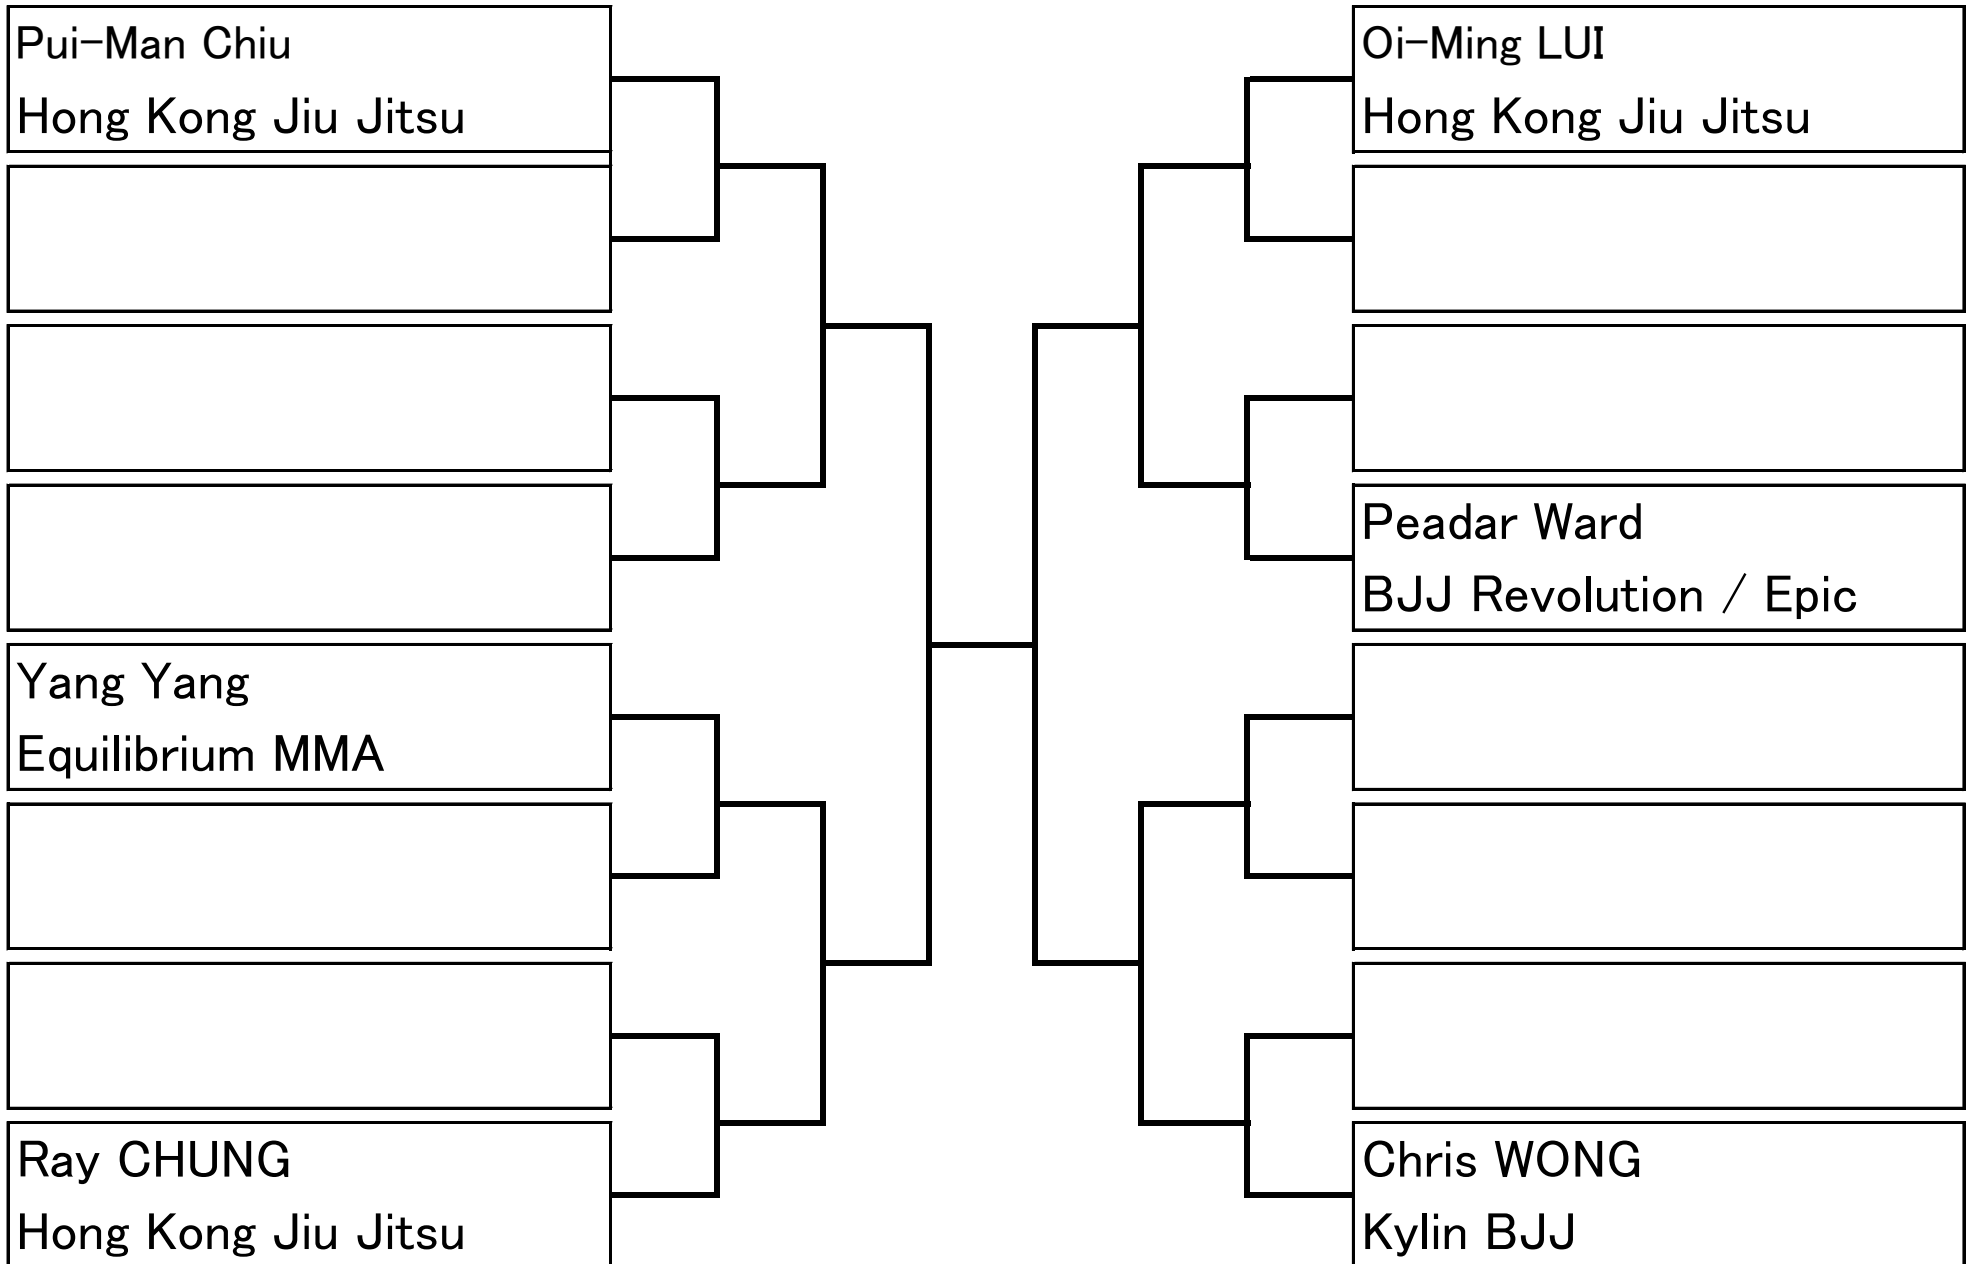 Pui-Man Chiu
Hong Kong Jiu Jitsu
Yang Yang
Equilibrium MMA
Ray CHUNG
Hong Kong Jiu Jitsu
Oi-Ming LUI
Hong Kong Jiu Jitsu
Peadar Ward
BJJ Revolution / Epic
Chris WONG
Kylin BJJ